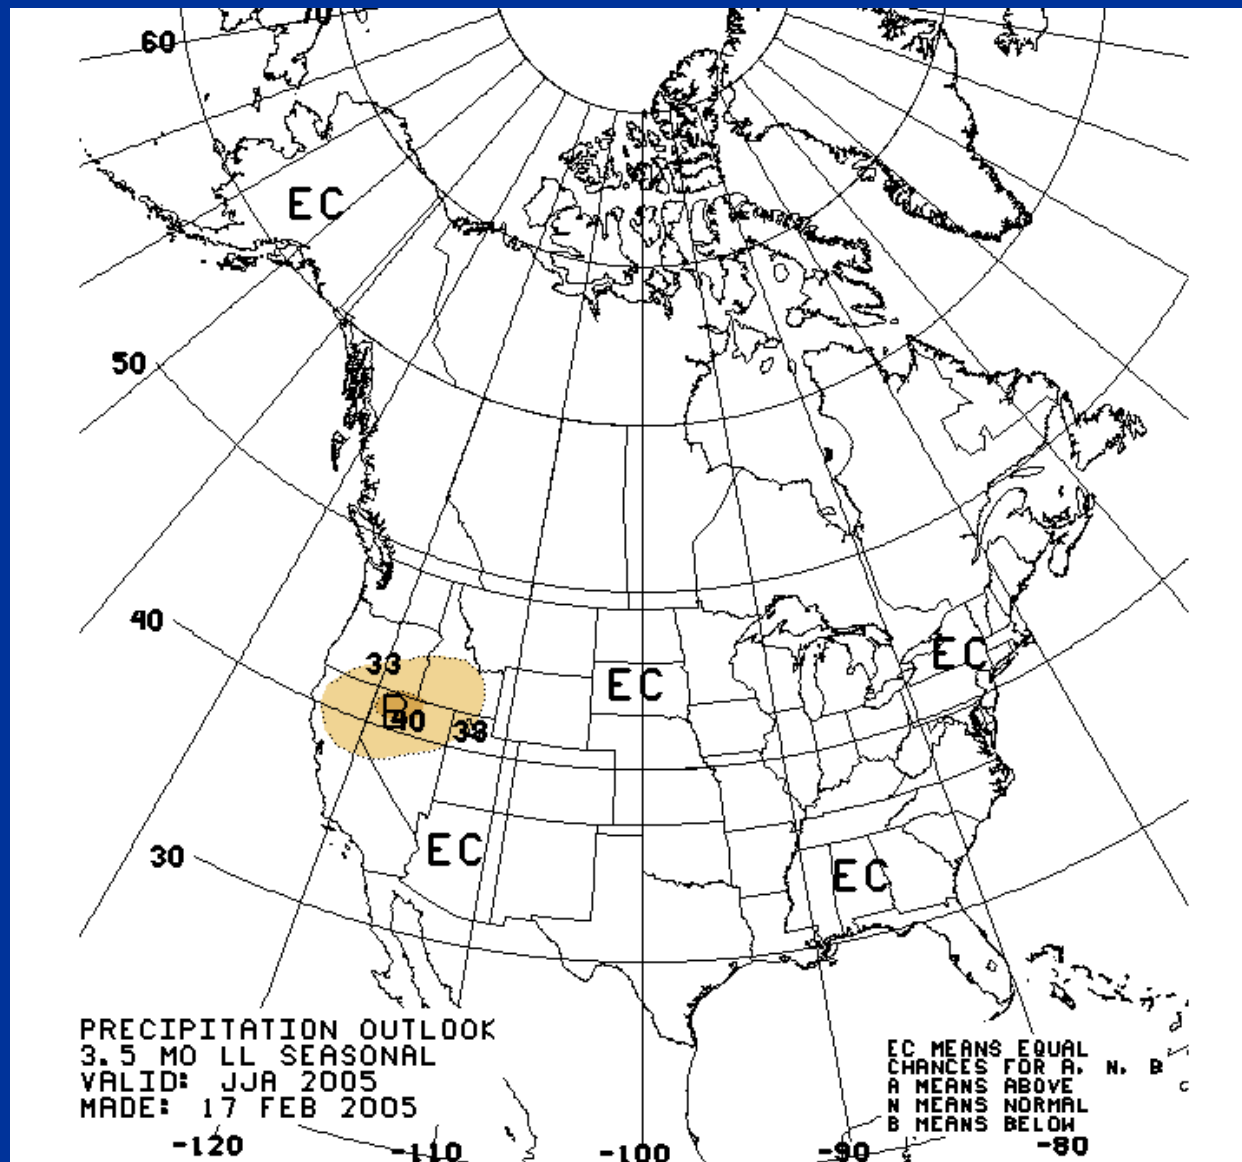 70
60
EC
50
40
EC
EC
33
B
40
33
EC
EC
30
PRECIPITATION OUTLOOK
3.5 MO LL SEASONAL
VALID: JJA 2005
MADE: 17 FEB 2005
EC MEANS EQUAL
CHANCES FOR A, N, B
A MEANS ABOVE
N MEANS NORMAL
B MEANS BELOW
-120
-110
-100
-90
-80